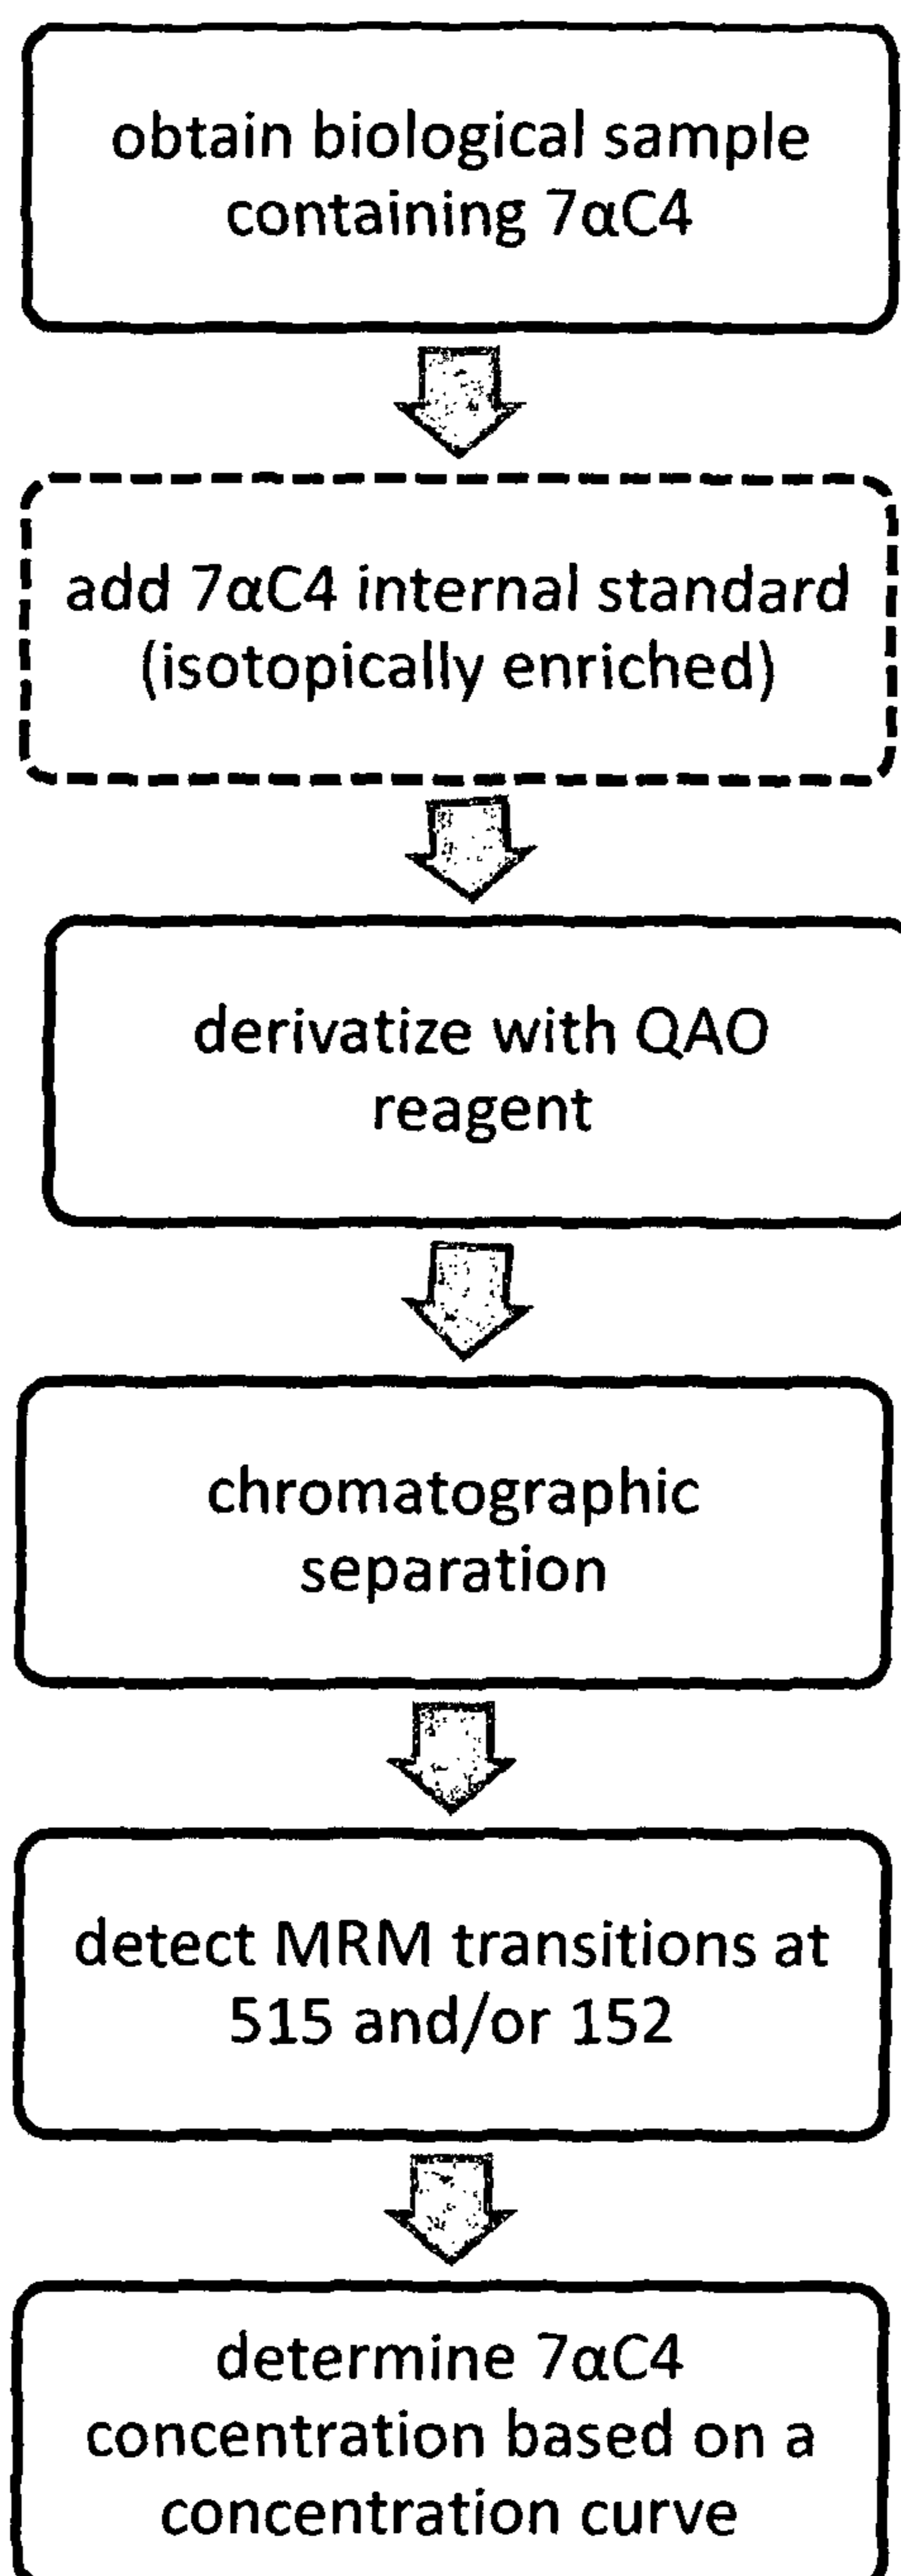 obtain biological sample
containing 7αC4
add 7αC4 internal standard
(isotopically enriched)
derivatize with QAO
reagent
chromatographic
separation
detect MRM transitions at
515 and/or 152
determine 7αC4
concentration based on a
concentration curve